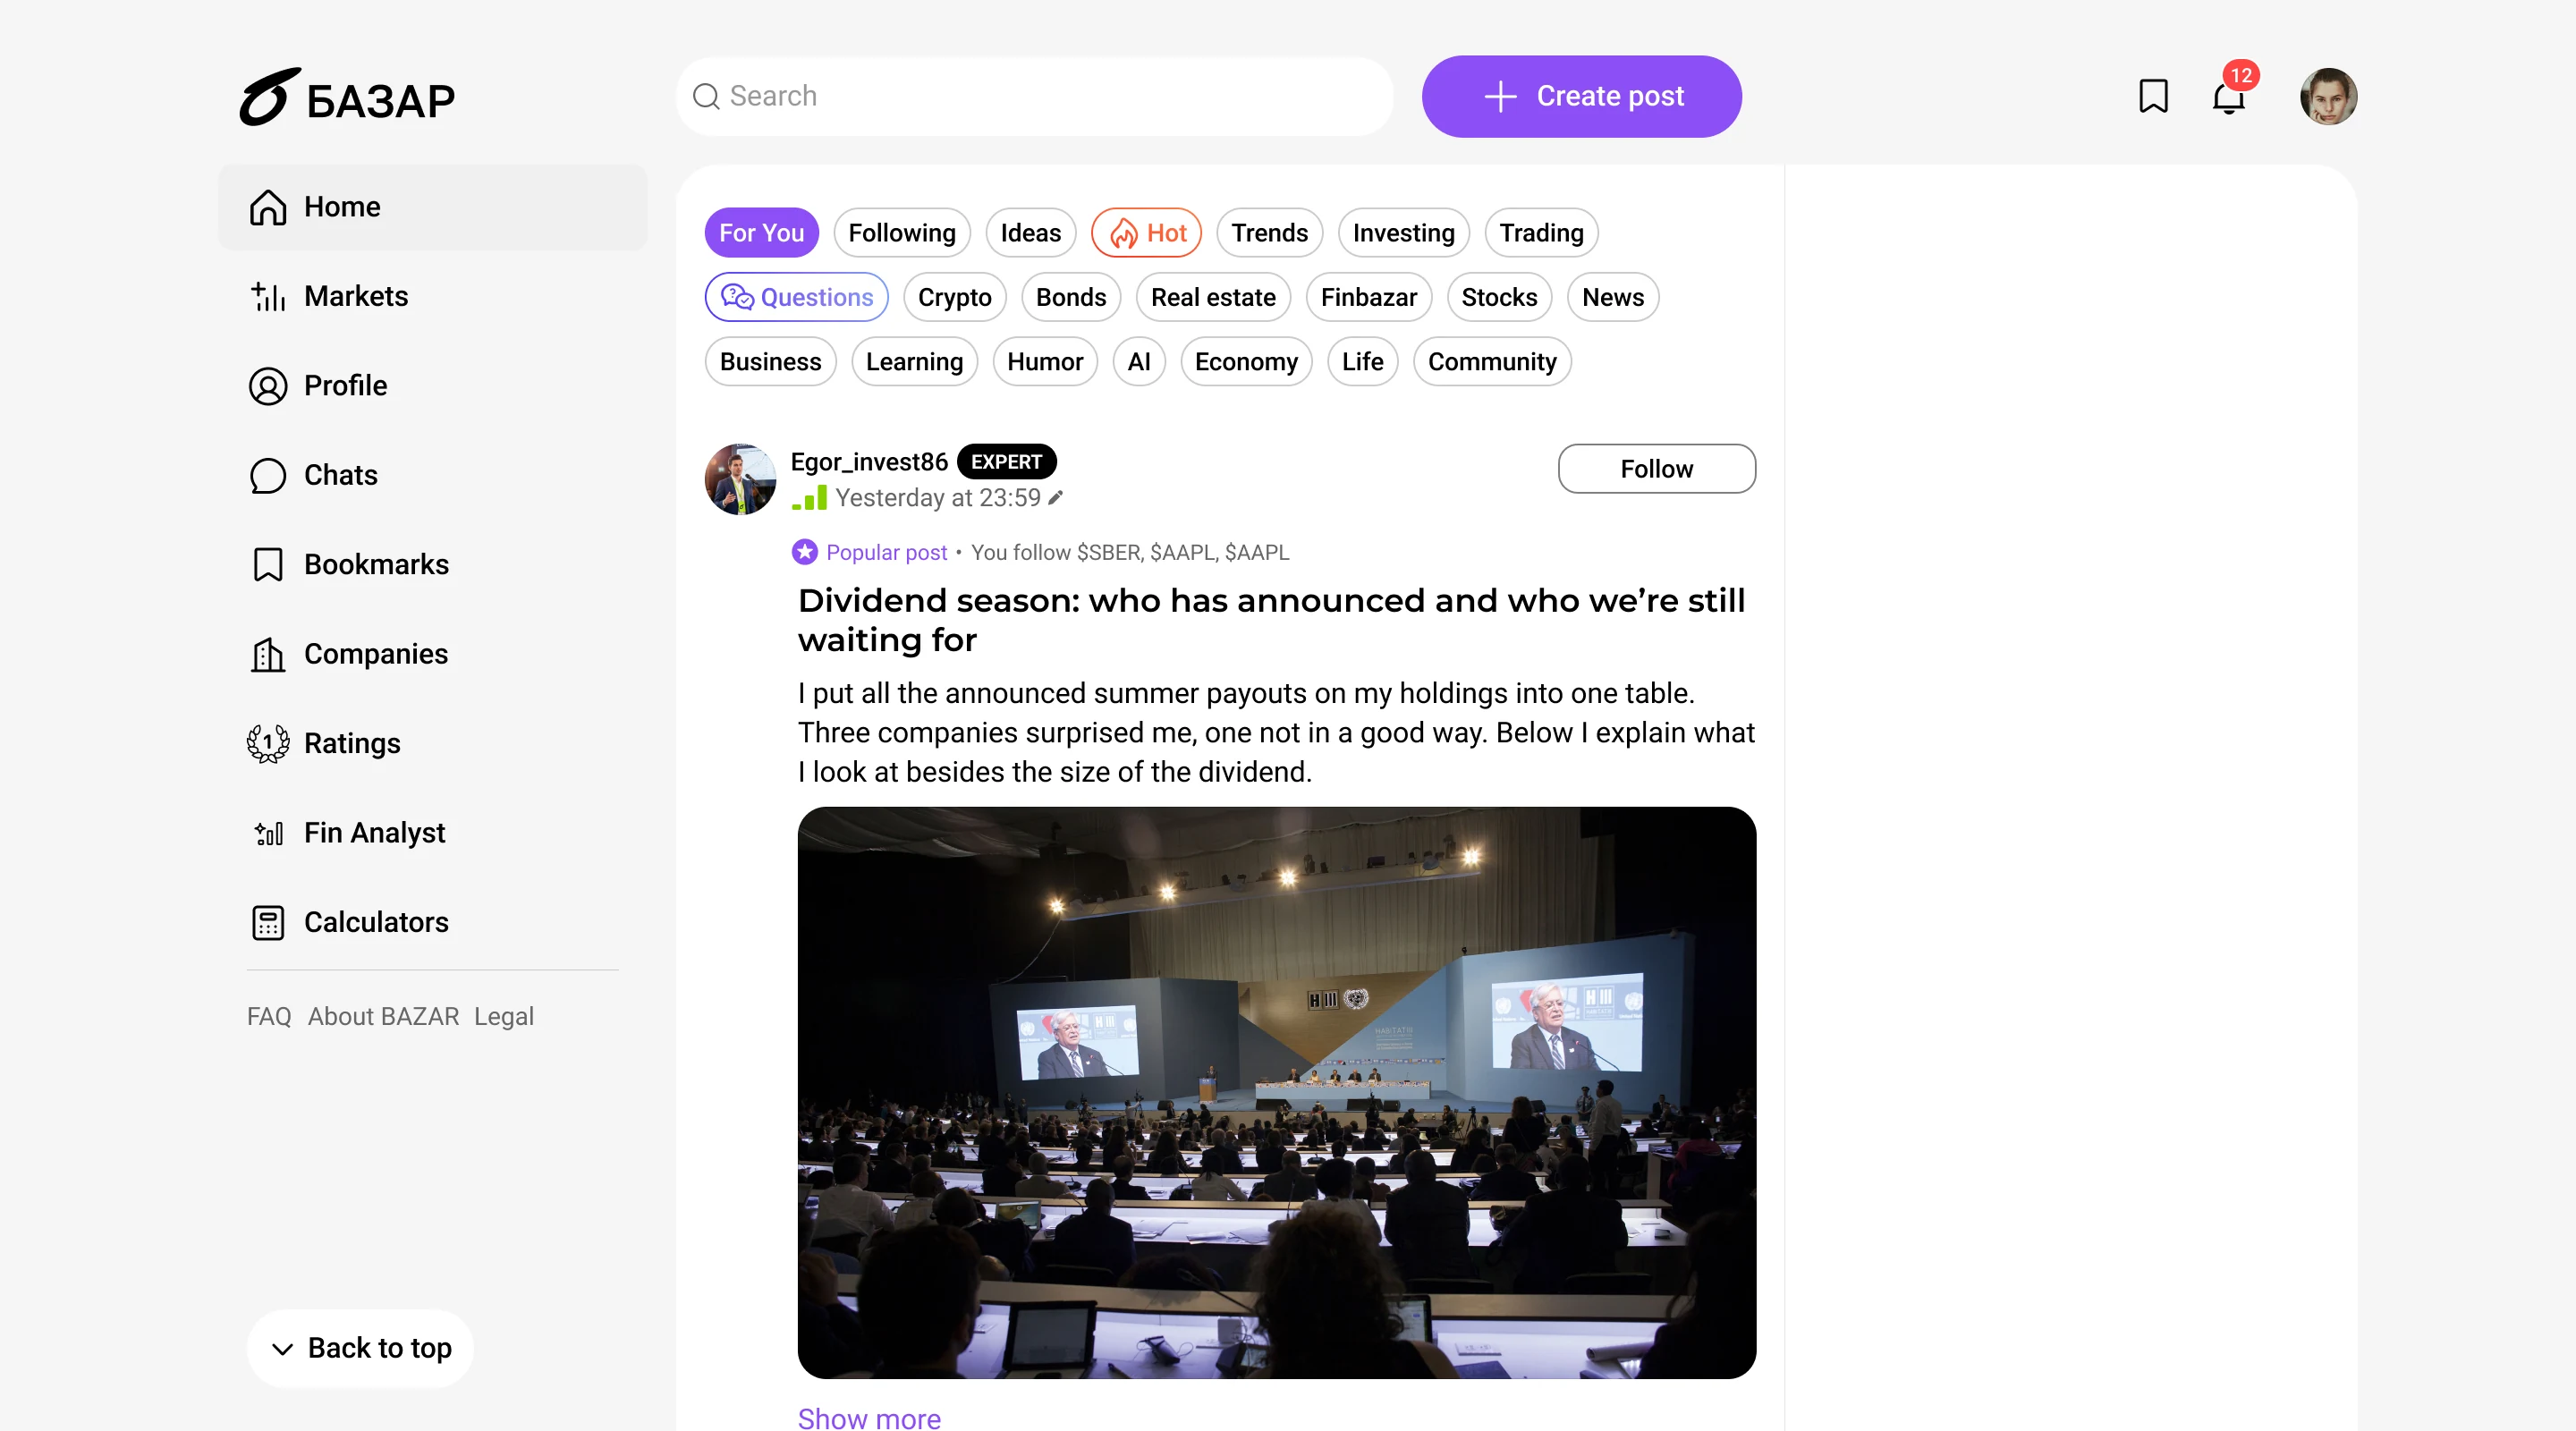 БАЗАР
Search
Create post
12
Home
Markets
Profile
Chats
Bookmarks
Companies
1 Ratings
Fin Analyst
Calculators
FAQ About BAZAR Legal
Back to top
For You Following Ideas Hot Trends Investing Trading
Questions Crypto Bonds Real estate Finbazar Stocks News
Business Learning Humor AI Economy Life Community
Egor_invest86 EXPERT
Follow
Yesterday at 23:59
Popular post • You follow $SBER, $AAPL, $AAPL
Dividend season: who has announced and who we’re still
waiting for
I put all the announced summer payouts on my holdings into one table.
Three companies surprised me, one not in a good way. Below I explain what
I look at besides the size of the dividend.
HABITAT III
Show more